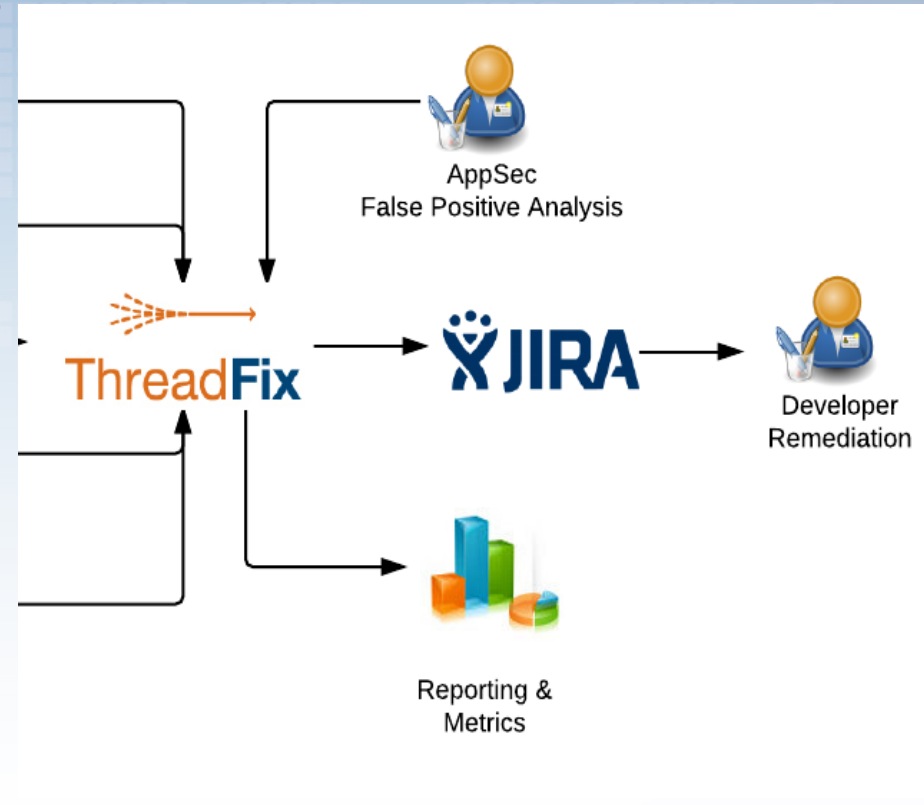 AppSec
False Positive Analysis
ThreadFix
JIRA
Developer
Remediation
Reporting &
Metrics